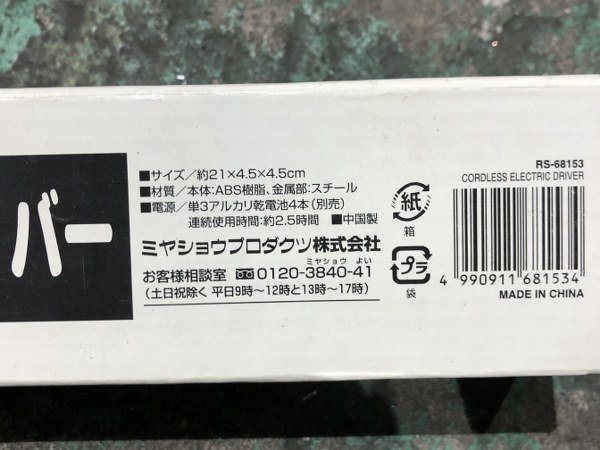 バー
■サイズ／約21×4.5×4.5cm
■材質／本体：ABS樹脂、金属部：スチール
■電源／単3アルカリ乾電池4本（別売）
連続使用時間：約2.5時間 ■中国製
ミヤショウプロダクツ株式会社
ミヤショウ よい
お客様相談室 0120-3840-41
（土日祝除く 平日9時〜12時と13時〜17時）
紙
箱
プラ
袋
RS-68153
CORDLESS ELECTRIC DRIVER
4 990911 681534
MADE IN CHINA